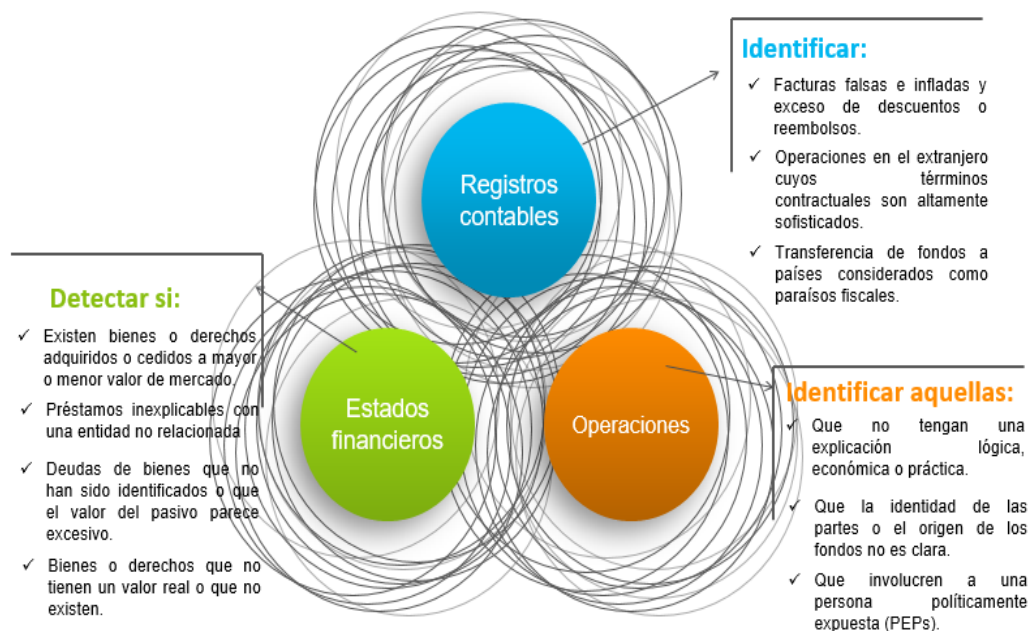 Identificar:
✓ Facturas falsas e infladas y
exceso de descuentos o
reembolsos.
✓ Operaciones en el extranjero
cuyos térrminos
contractuales son altamente
sofisticados.
✓ Transferencia de fondos a
países considerados como
paraísos fiscales.
Registros
contables
Detectar si:
✓ Existen bienes o derechos
adquiridos o cedidos a mayor
o menor valor de mercado.
✓ Préstamos inexplicables con
una entidad no relacionada
✓ Deudas de bienes que no
han sido identificados o que
el valor del pasivo parece
excesivo.
✓ Bienes o derechos que no
tienen un valor real o que no
existen.
Estados
financieros
Operaciones
Identificar aquellas:
✓ Que no tengan una
explicación lógica,
económica o práctica.
✓ Que la identidad de las
partes o el origen de los
fondos no es clara.
✓ Que involucren a una
persona políticamente
expuesta (PEPs).